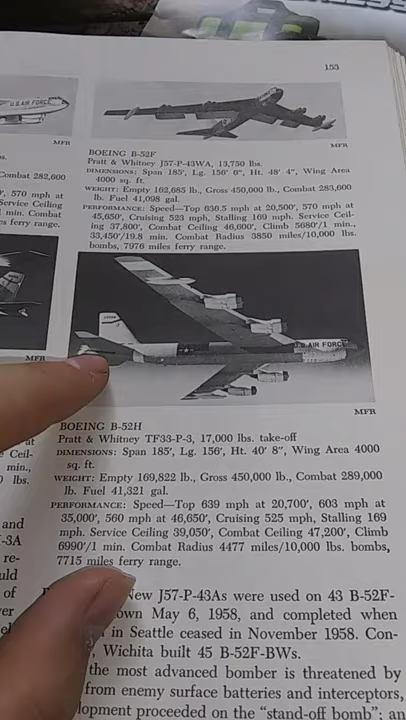 153
U.S. AIR FORCE
MFR
MFR
BOEING B-52F
Pratt & Whitney J57-P-43WA, 13,750 lbs.
DIMENSIONS: Span 185', Lg. 156' 6", Ht. 48' 4", Wing Area
4000 sq. ft.
WEIGHT: Empty 162,685 lb., Gross 450,000 lb., Combat 283,600
lb. Fuel 41,098 gal.
PERFORMANCE: Speed—Top 636.5 mph at 20,500', 570 mph at
45,650', Cruising 523 mph, Stalling 169 mph. Service Ceil-
ing 37,800', Combat Ceiling 46,600', Climb 5680'/1 min.,
33,450'/19.8 min. Combat Radius 3850 miles/10,000 lbs.
bombs, 7976 miles ferry range.
Combat 282,600
570 mph at
Service Ceiling
min. Combat
ferry range.
U.S. AIR FORCE
MFR
MFR
BOEING B-52H
Pratt & Whitney TF33-P-3, 17,000 lbs. take-off
DIMENSIONS: Span 185', Lg. 156', Ht. 40' 8", Wing Area 4000
sq. ft.
WEIGHT: Empty 169,822 lb., Gross 450,000 lb., Combat 289,000
lb. Fuel 41,321 gal.
PERFORMANCE: Speed—Top 639 mph at 20,700', 603 mph at
35,000', 560 mph at 46,650', Cruising 525 mph, Stalling 169
mph. Service Ceiling 39,050', Combat Ceiling 47,200', Climb
6990'/1 min. Combat Radius 4477 miles/10,000 lbs. bombs,
7715 miles ferry range.
at
Ceil-
min.,
lbs.
and
-3A
re-
of
New J57-P-43As were used on 43 B-52F-
own May 6, 1958, and completed when
in Seattle ceased in November 1958. Con-
, Wichita built 45 B-52F-BWs.
the most advanced bomber is threatened by
from enemy surface batteries and interceptors,
lopment proceeded on the "stand-off bomb"; an